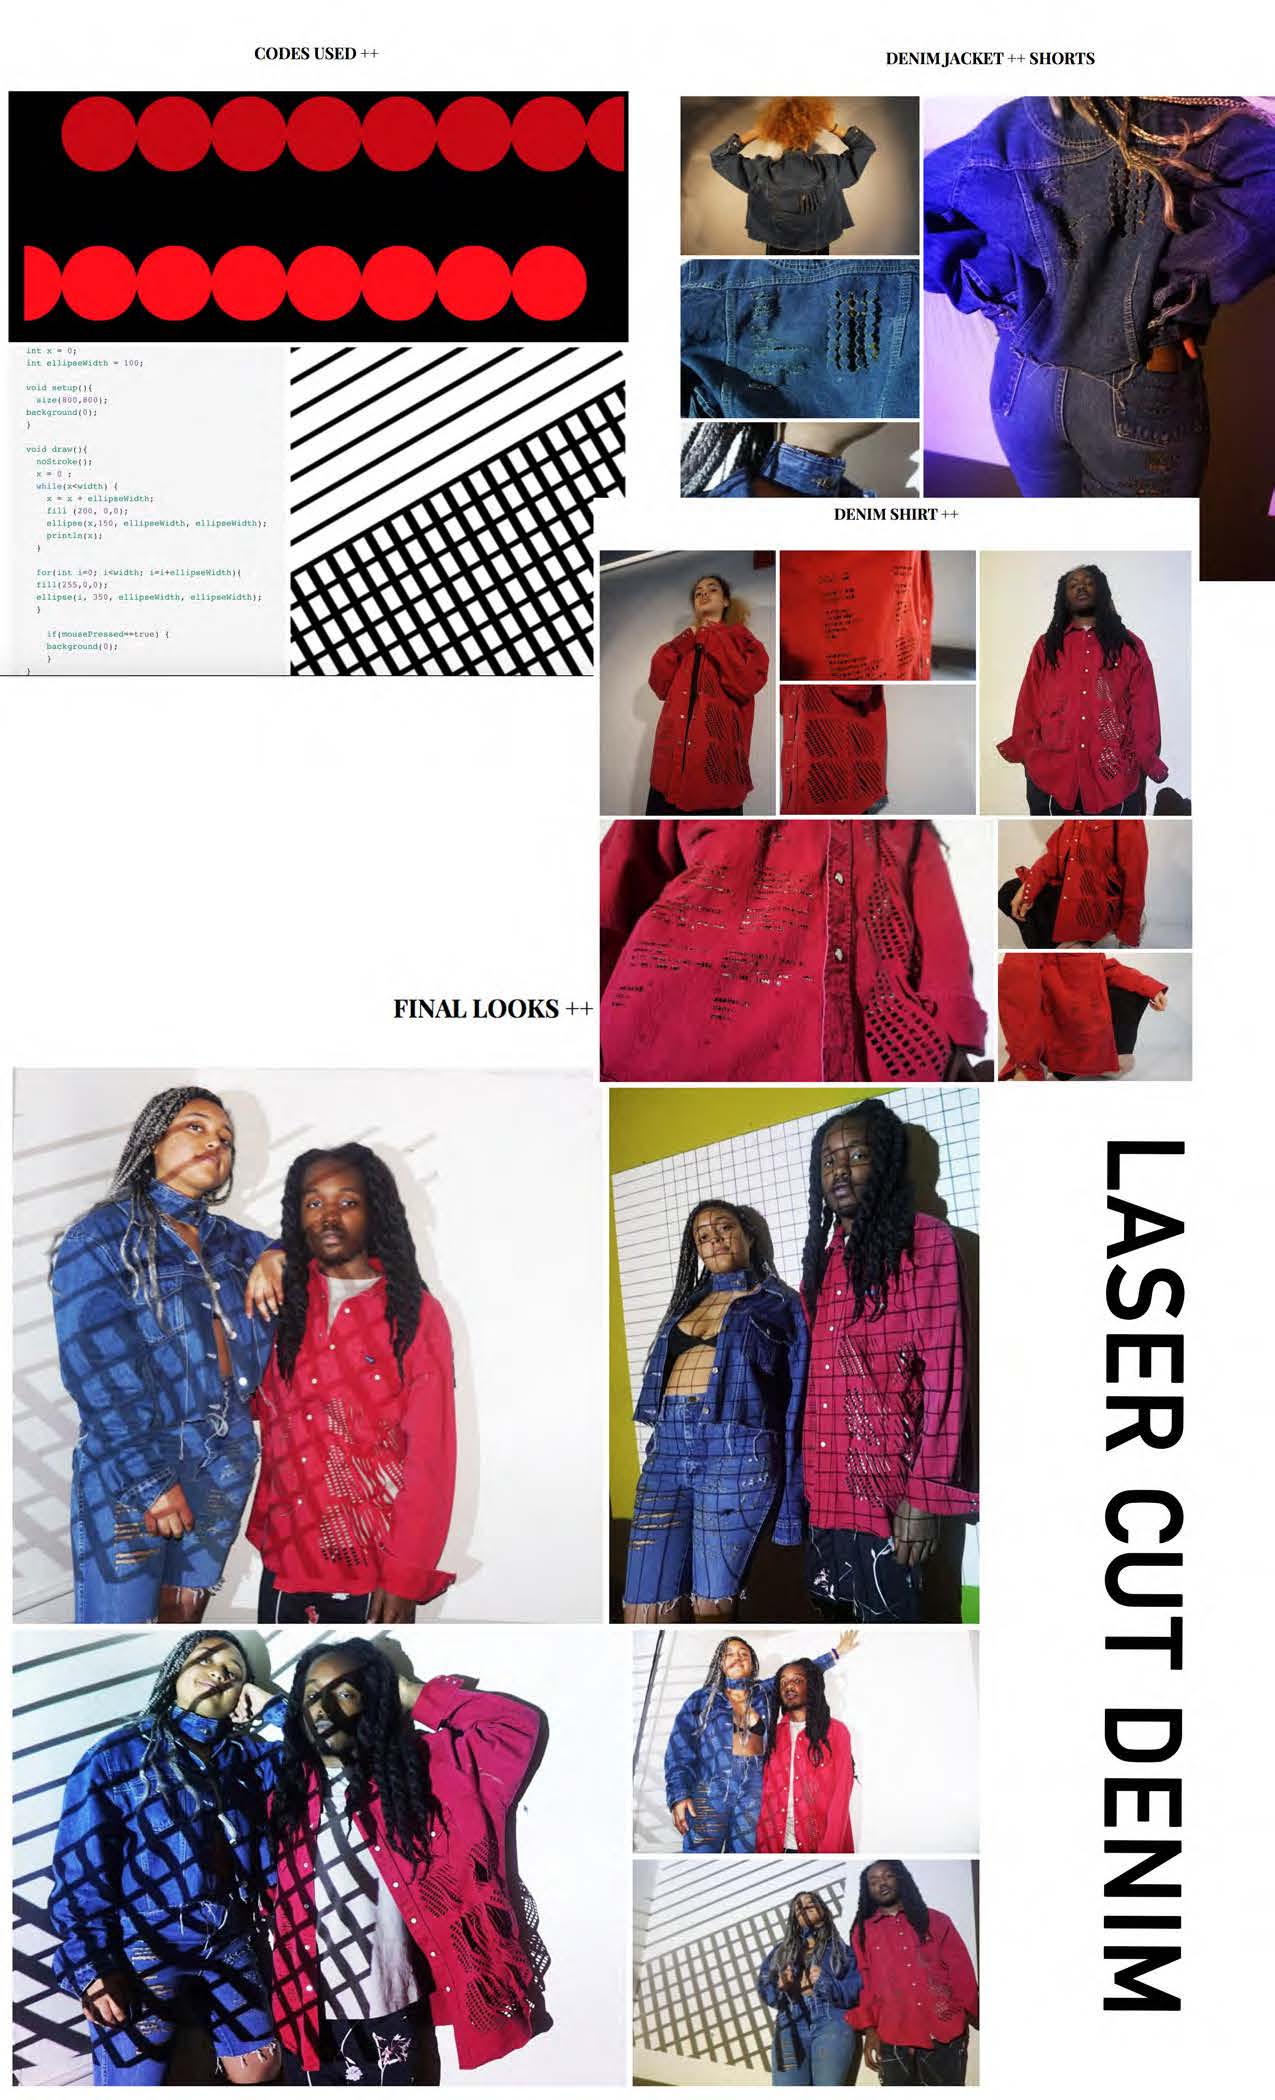 CODES USED ++
int x = 0;
int ellipseWidth = 100;
void setup(){
size(800,800);
background(0);
}
void draw(){
noStroke();
x = 0 ;
while(x<width) {
x = x + ellipseWidth;
fill (200, 0,0);
ellipse(x,150, ellipseWidth, ellipseWidth);
println(x);
}
for(int i=0; i<width; i=i+ellipseWidth){
fill(255,0,0);
ellipse(i, 350, ellipseWidth, ellipseWidth);
}
if(mousePressed==true) {
background(0);
}
}
DENIM JACKET ++ SHORTS
DENIM SHIRT ++
FINAL LOOKS ++
LASER CUT DENIM